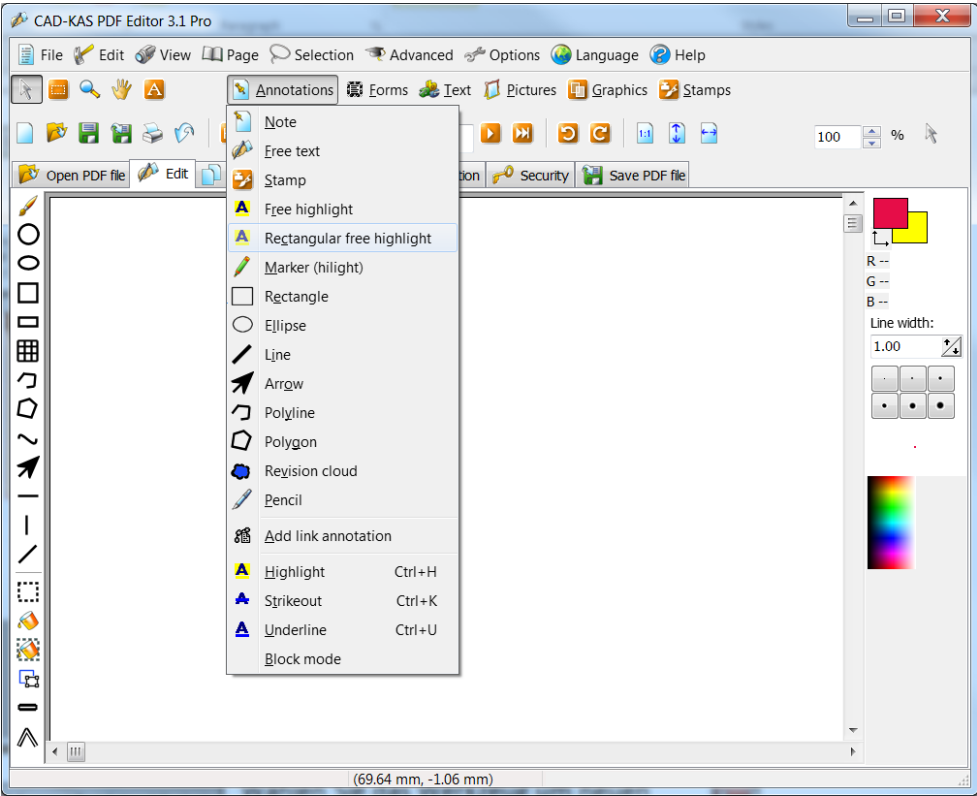 CAD-KAS PDF Editor 3.1 Pro
File Edit View Page Selection Advanced Options Language Help
Annotations Forms Text Pictures Graphics Stamps
1:1 100 %
Open PDF file Edit tion Security Save PDF file
Note
Free text
Stamp
Free highlight
Rectangular free highlight
Marker (hilight)
Rectangle
Ellipse
Line
Arrow
Polyline
Polygon
Revision cloud
Pencil
Add link annotation
Highlight Ctrl+H
Strikeout Ctrl+K
Underline Ctrl+U
Block mode
R --
G --
B --
Line width:
1.00
(69.64 mm, -1.06 mm)